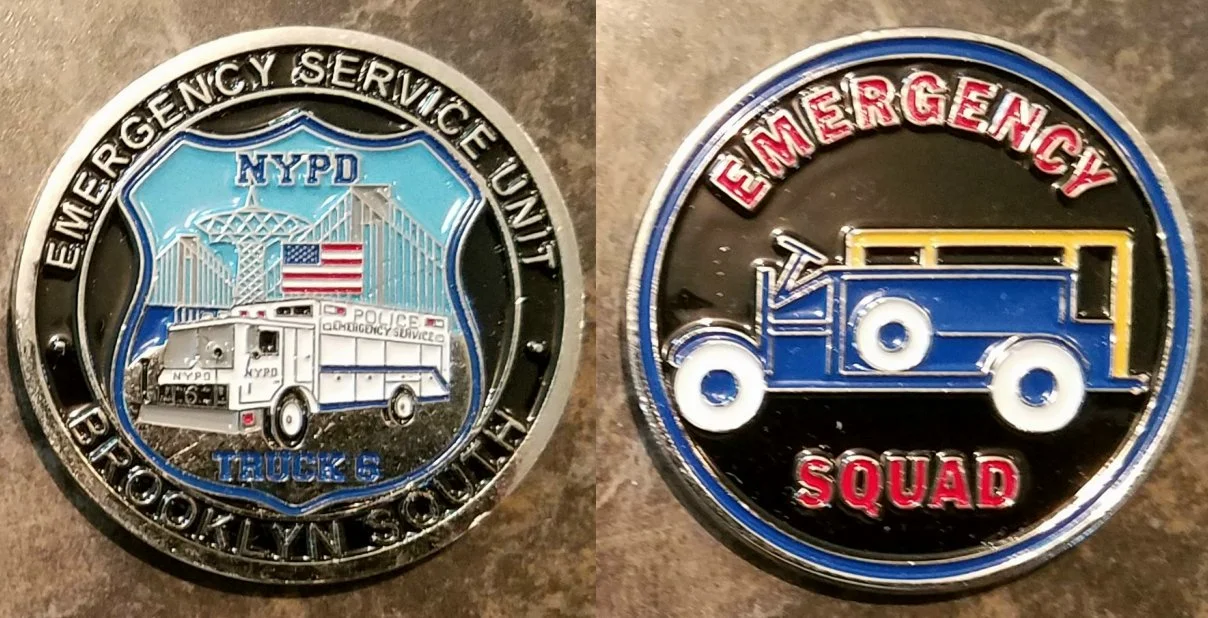 EMERGENCY SERVICE UNIT
NYPD
POLICE
EMERGENCY SERVICE
NYPD
NYPD
TRUCK 6
BROOKLYN SOUTH
EMERGENCY
SQUAD